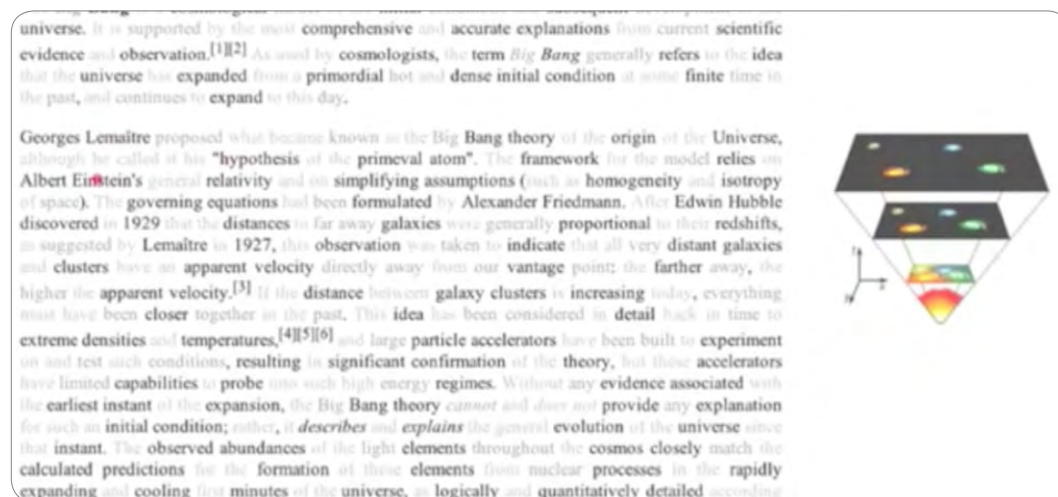 universe. It is supported by the most comprehensive and accurate explanations from current scientific
evidence and observation.[1][2] As used by cosmologists, the term Big Bang generally refers to the idea
that the universe has expanded from a primordial hot and dense initial condition at some finite time in
the past, and continues to expand to this day.
Georges Lemaître proposed what became known as the Big Bang theory of the origin of the Universe,
although he called it his "hypothesis of the primeval atom". The framework for the model relies on
Albert Einstein's general relativity and on simplifying assumptions (such as homogeneity and isotropy
of space). The governing equations had been formulated by Alexander Friedmann. After Edwin Hubble
discovered in 1929 that the distances to far away galaxies were generally proportional to their redshifts,
as suggested by Lemaître in 1927, this observation was taken to indicate that all very distant galaxies
and clusters have an apparent velocity directly away from our vantage point: the farther away, the
higher the apparent velocity.[3] If the distance between galaxy clusters is increasing today, everything
must have been closer together in the past. This idea has been considered in detail back in time to
extreme densities and temperatures,[4][5][6] and large particle accelerators have been built to experiment
on and test such conditions, resulting in significant confirmation of the theory, but these accelerators
have limited capabilities to probe into such high energy regimes. Without any evidence associated with
the earliest instant of the expansion, the Big Bang theory cannot and does not provide any explanation
for such an initial condition; rather, it describes and explains the general evolution of the universe since
that instant. The observed abundances of the light elements throughout the cosmos closely match the
calculated predictions for the formation of these elements from nuclear processes in the rapidly
expanding and cooling first minutes of the universe, as logically and quantitatively detailed according